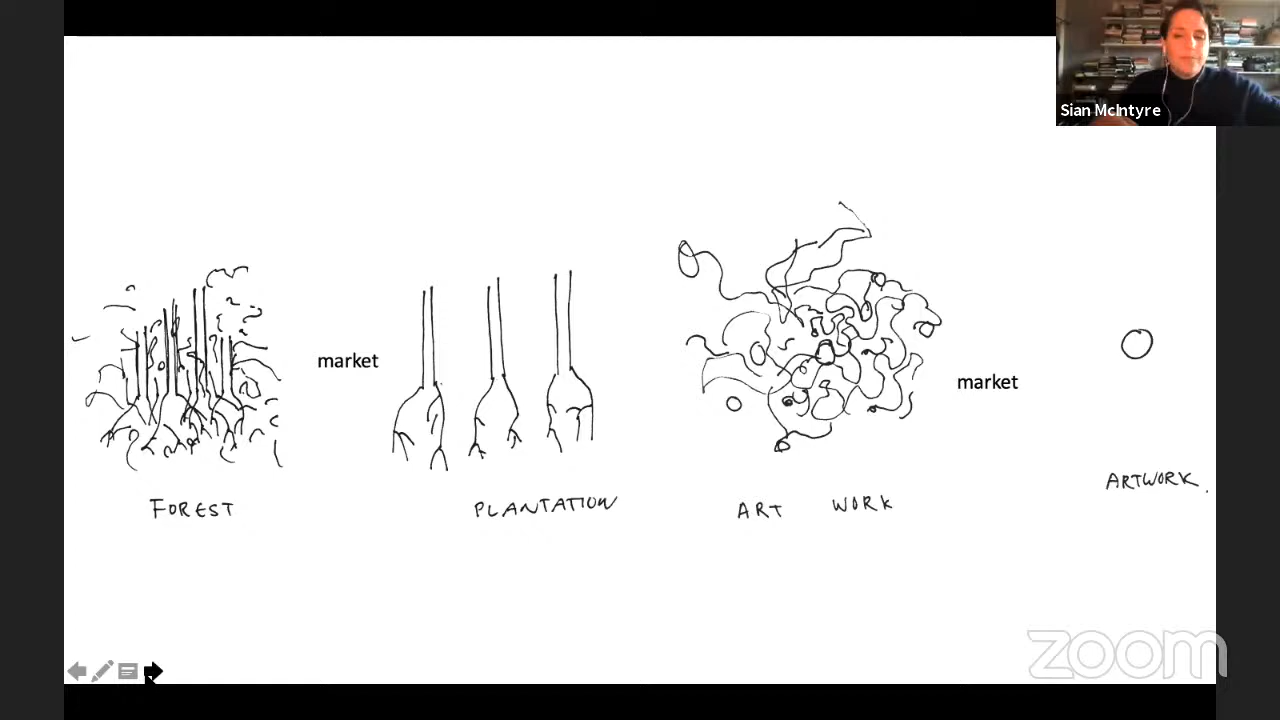 Sian McIntyre
market
market
FOREST
PLANTATION
ART WORK
ARTWORK.
zoom